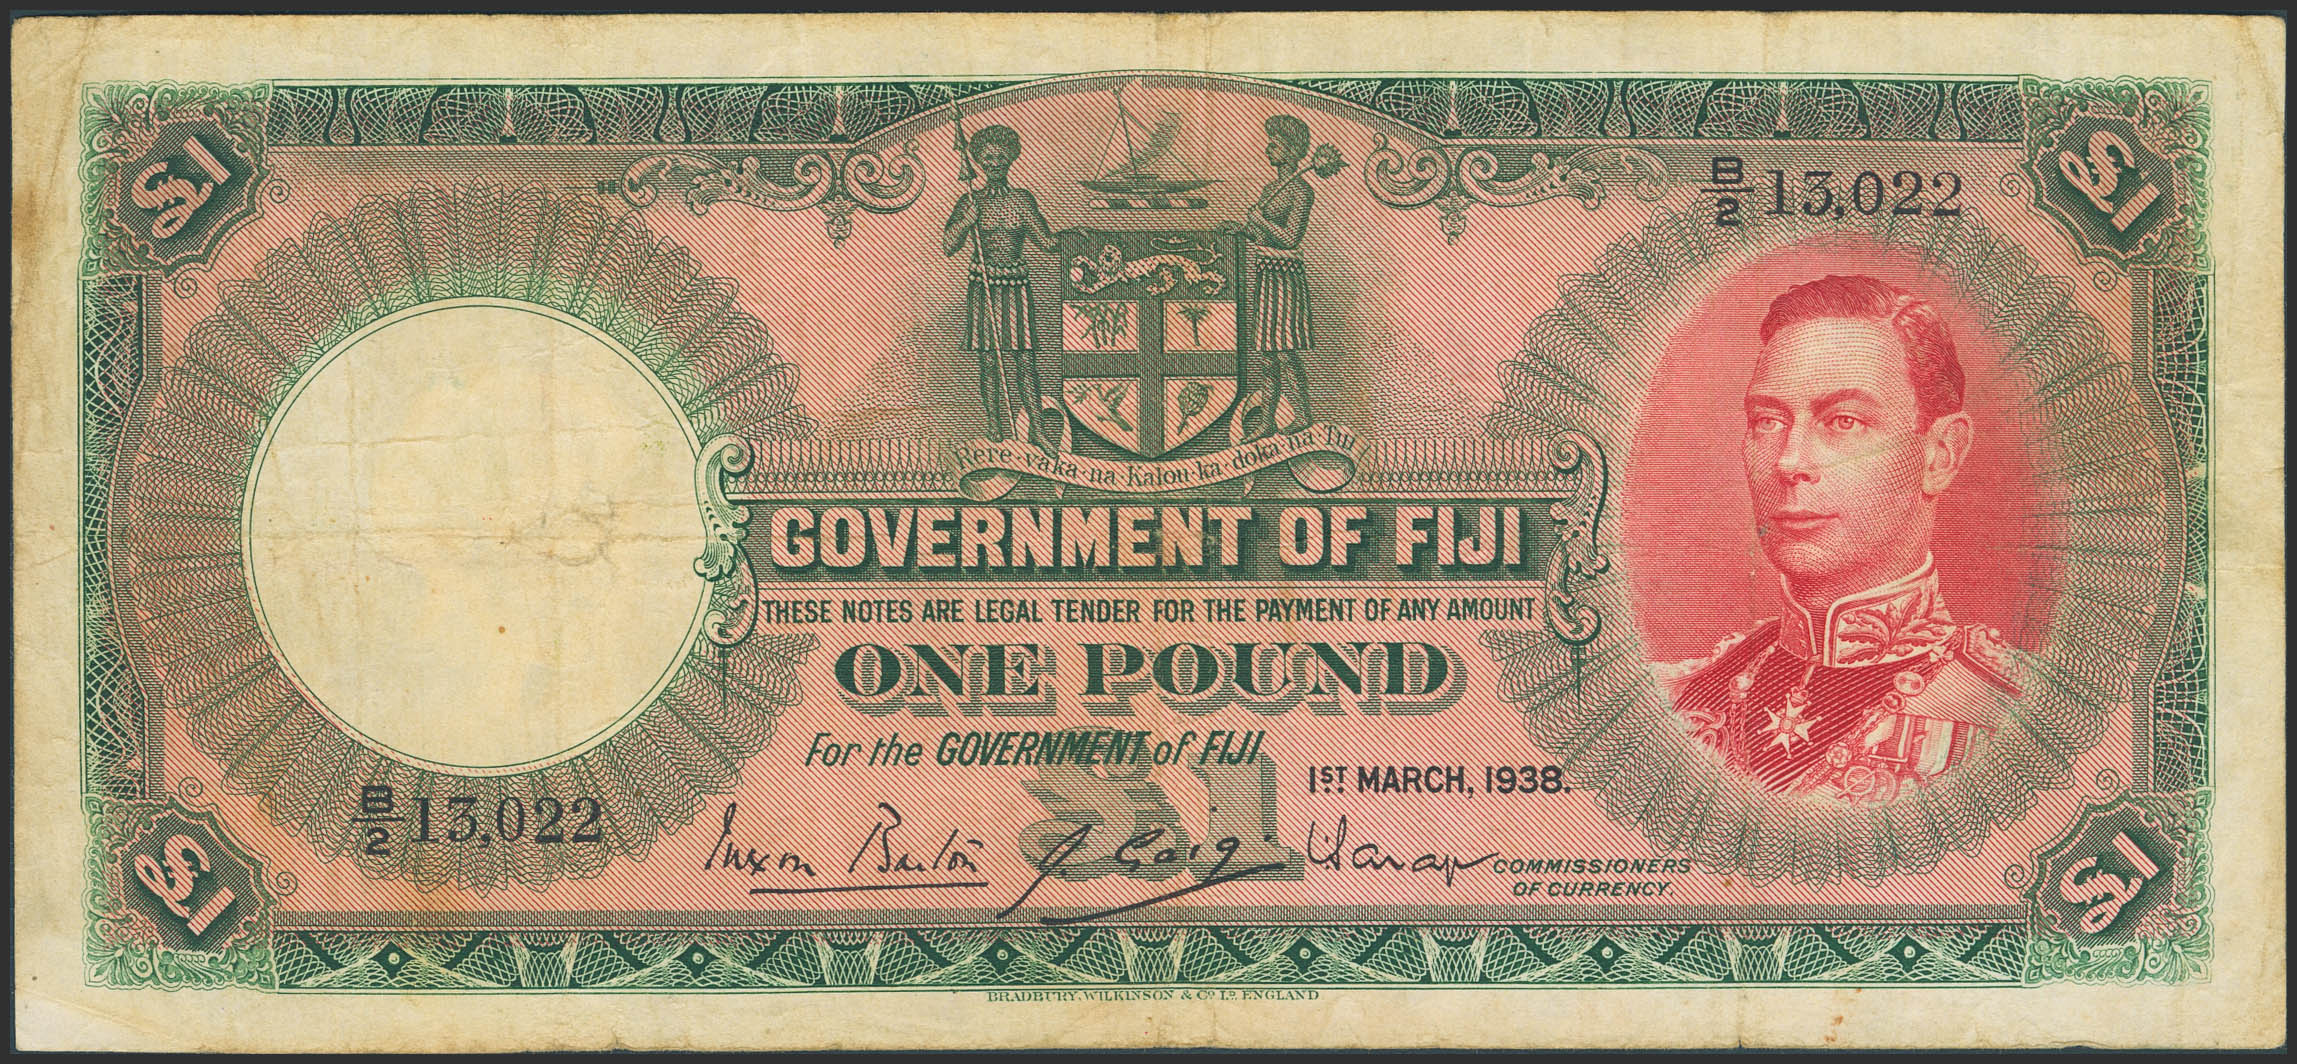 £1
£1
B/2 13,022
Rere·vaka·na Kalou·ka·doka·na Tui
GOVERNMENT OF FIJI
THESE NOTES ARE LEGAL TENDER FOR THE PAYMENT OF ANY AMOUNT
ONE POUND
For the GOVERNMENT of FIJI
£1
1ST MARCH, 1938.
B/2 13,022
COMMISSIONERS
OF CURRENCY.
£1
£1
BRADBURY, WILKINSON & Co. Ld. ENGLAND